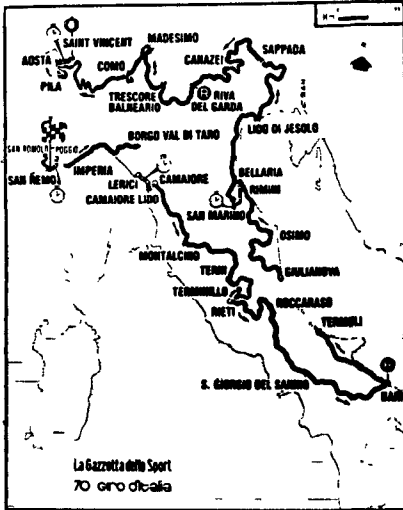 SAINT VINCENT
MADESIMO
AOSTA
COMO
CANAZEI
SAPPADA
PILA
TRESCORE
BALNEARIO
R
RIVA
DEL GARDA
BORGO VAL DI TARO
LIDO DI JESOLO
SAN ROMOLO-POGGIO
IMPERIA
SAN REMO
LERICI
CAMAIORE
CAMAIORE LIDO
BELLARIA
RIMINI
SAN MARINO
OSIMO
MONTALCINO
GIULIANOVA
TERNI
TERMINILLO
RIETI
ROCCARASO
TERMOLI
S. GIORGIO DEL SANNIO
BARI
La Gazzetta dello Sport
70 GIRO d'ITALIA